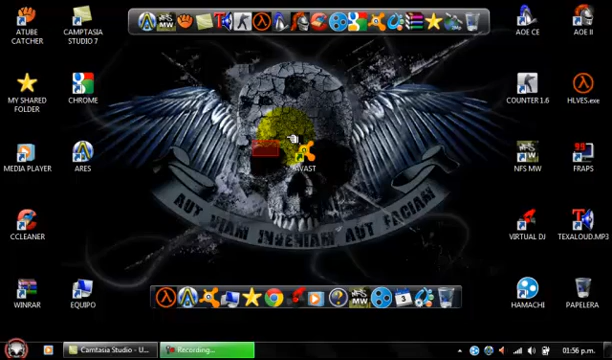 ATUBE CATCHER
CAMPTASIA STUDIO 7
AOE CE
AOE II
MY SHARED FOLDER
CHROME
COUNTER 1.6
HLVES.exe
MEDIA PLAYER
ARES
AVAST
NFS MW
FRAPS
AUT VIAM INVENIAM AUT FACIAM
CCLEANER
VIRTUAL DJ
TEXALOUD.MP3
WINRAR
EQUIPO
HAMACHI
PAPELERA
Camtasia Studio - U...
Recording...
01:56 p.m.